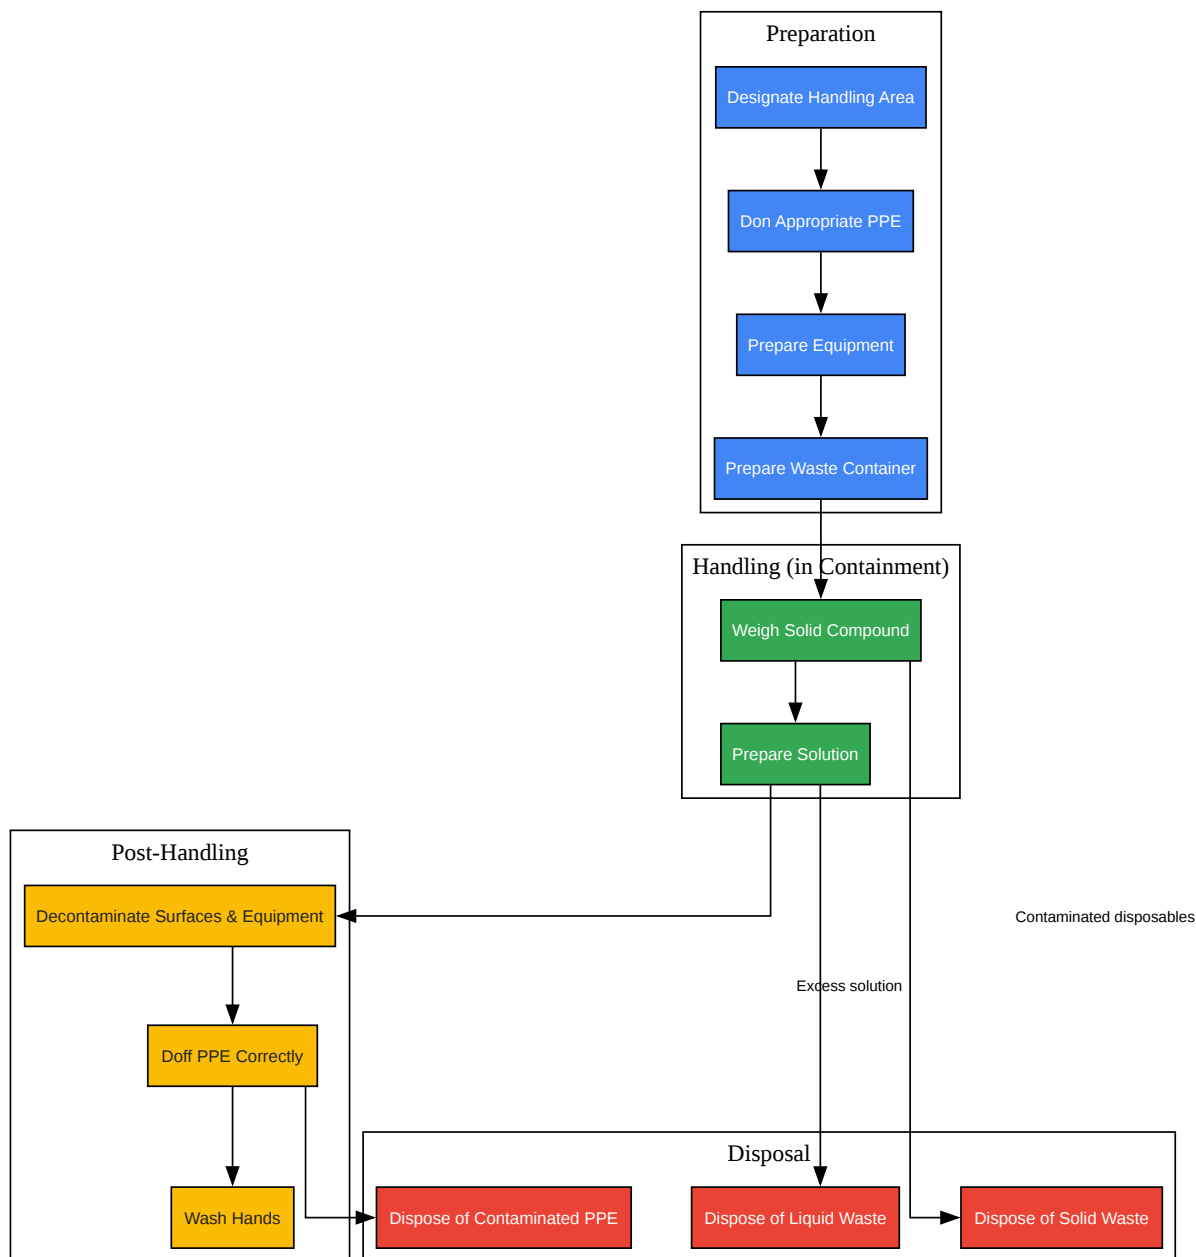 Preparation
Designate Handling Area
Don Appropriate PPE
Prepare Equipment
Prepare Waste Container
Handling (in Containment)
Weigh Solid Compound
Prepare Solution
Post-Handling
Decontaminate Surfaces & Equipment
Contaminated disposables
Excess solution
Doff PPE Correctly
Disposal
Wash Hands
Dispose of Contaminated PPE
Dispose of Liquid Waste
Dispose of Solid Waste